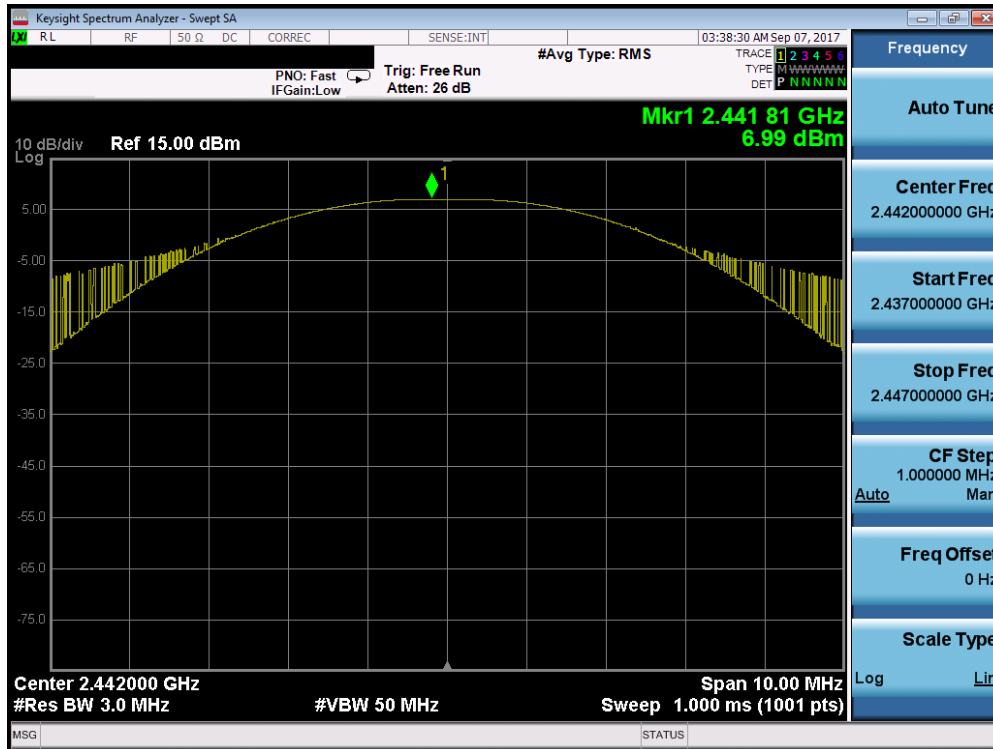 Keysight Spectrum Analyzer - Swept SA
LXI RL RF 50 Ω DC CORREC SENSE:INT 03:38:30 AM Sep 07, 2017
#Avg Type: RMS
TRACE 1 2 3 4 5 6
TYPE M WWWWW
DET P N N N N N
PNO: Fast
IFGain:Low
Trig: Free Run
Atten: 26 dB
Mkr1 2.441 81 GHz
6.99 dBm
10 dB/div Ref 15.00 dBm
Log
1
5.00
-5.00
-15.0
-25.0
-35.0
-45.0
-55.0
-65.0
-75.0
Center 2.442000 GHz Span 10.00 MHz
#Res BW 3.0 MHz #VBW 50 MHz Sweep 1.000 ms (1001 pts)
MSG STATUS
Frequency
Auto Tune
Center Freq
2.442000000 GHz
Start Freq
2.437000000 GHz
Stop Freq
2.447000000 GHz
CF Step
1.000000 MHz
Auto Man
Freq Offset
0 Hz
Scale Type
Log Lin